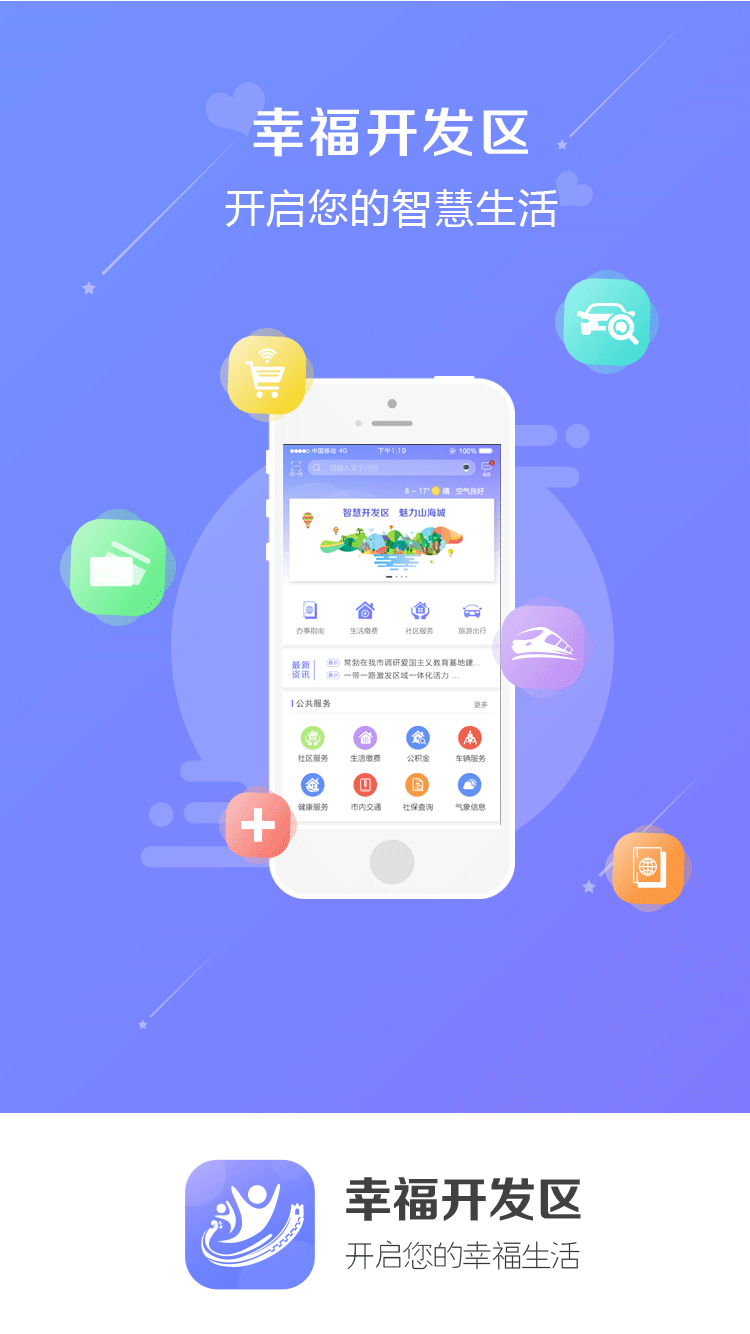 幸福开发区
开启您的智慧生活
中国移动 4G 下午1:19 100%
请输入文字内容
8 ~ 17° 晴 空气良好
智慧开发区 魅力山海城
办事指南 生活缴费 社区服务 旅游出行
最新资讯
常勃在我市调研爱国主义教育基地建...
一带一路激发区域一体化活力 ...
公共服务 更多
社区服务 生活缴费 公积金 车辆服务
健康服务 市内交通 社保查询 气象信息
幸福开发区
开启您的幸福生活